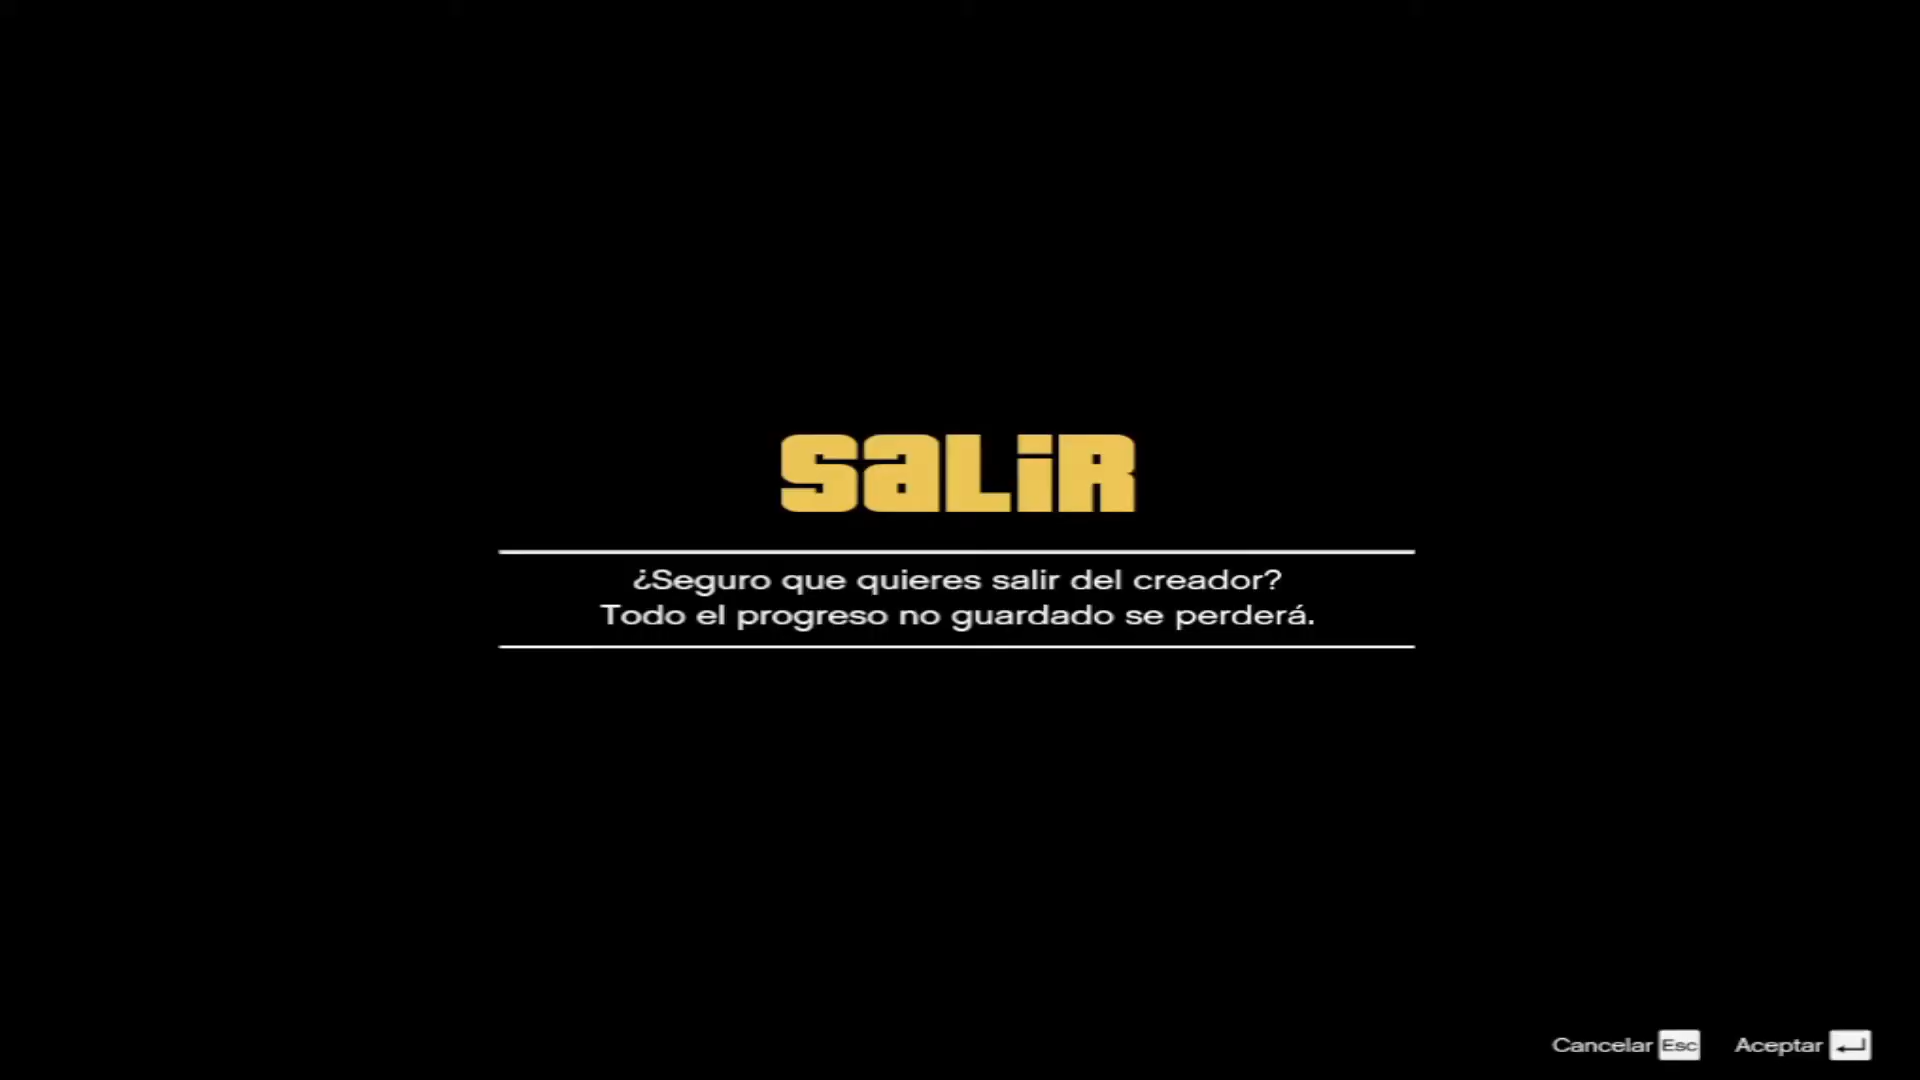 SALiR
¿Seguro que quieres salir del creador?
Todo el progreso no guardado se perderá.
Cancelar Esc Aceptar